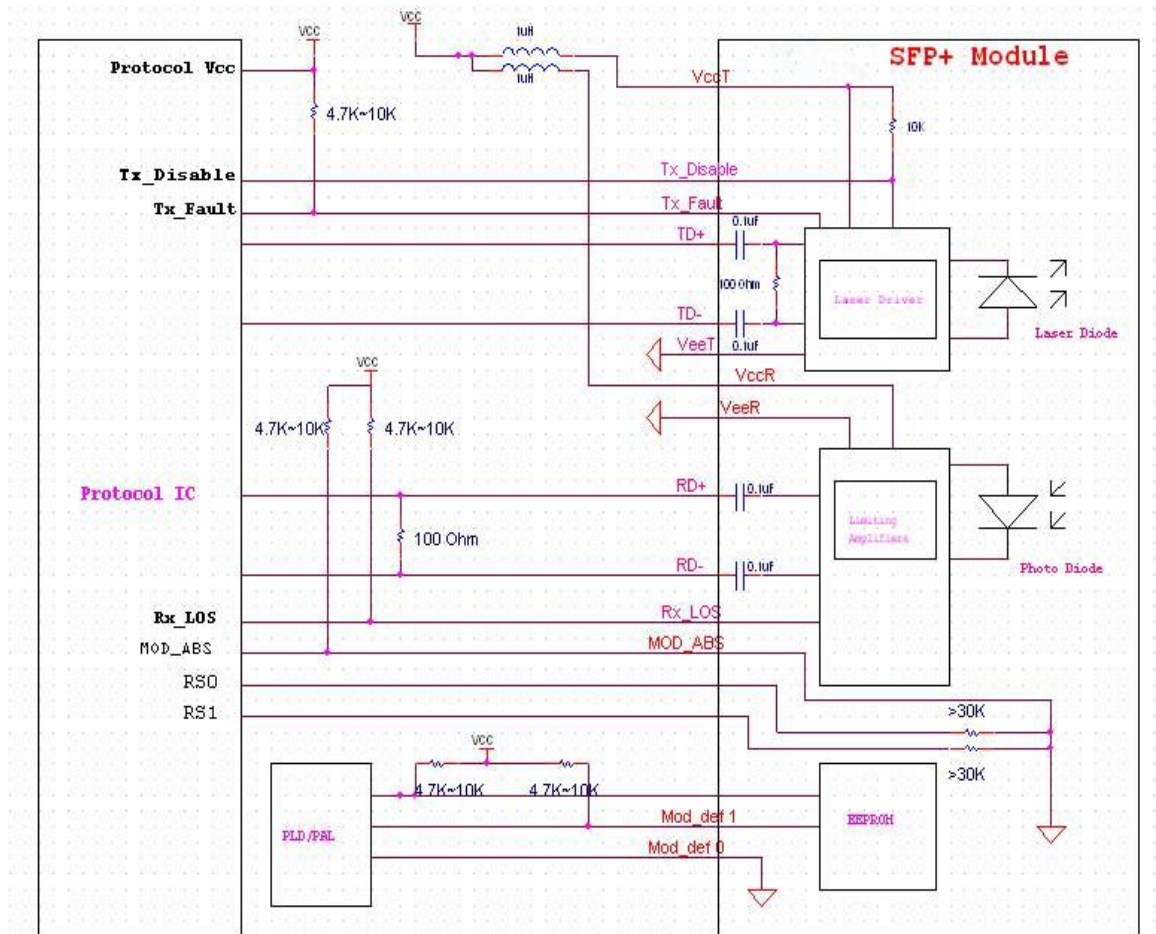 VCC
VCC
1uH
1uH
SFP+ Module
Protocol Vcc
VccT
4.7K~10K
10K
Tx_Disable
Tx_Disable
Tx_Fault
Tx_Fault
0.1uF
TD+
100 Ohm
Laser Driver
TD-
Laser Diode
VeeT
0.1uF
VCC
VccR
VeeR
4.7K~10K
4.7K~10K
Protocol IC
RD+
0.1uF
Limiting
Amplifiers
100 Ohm
RD-
0.1uF
Photo Diode
Rx_LOS
Rx_LOS
MOD_ABS
MOD_ABS
RS0
RS1
>30K
VCC
>30K
4.7K~10K
4.7K~10K
Mod_def 1
PLD/PAL
EEPROM
Mod_def 0